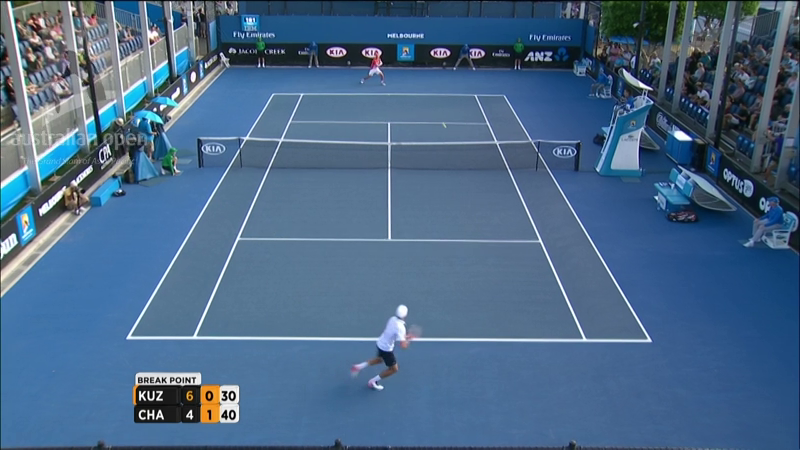 181
JACOB'S CREEK
KIA
KIA
MELBOURNE
KIA
KIA
Fly Emirates
Fly Emirates
ANZ
australian open
KIA
KIA
OPTUS
BREAK POINT
KUZ 6 0 30
CHA 4 1 40